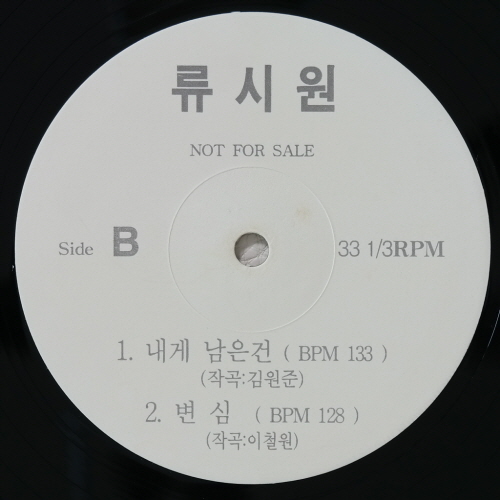 류시원
NOT FOR SALE
Side B 33 1/3RPM
1. 내게 남은건 ( BPM 133 )
(작곡:김원준)
2. 변 심 ( BPM 128 )
(작곡:이철원)